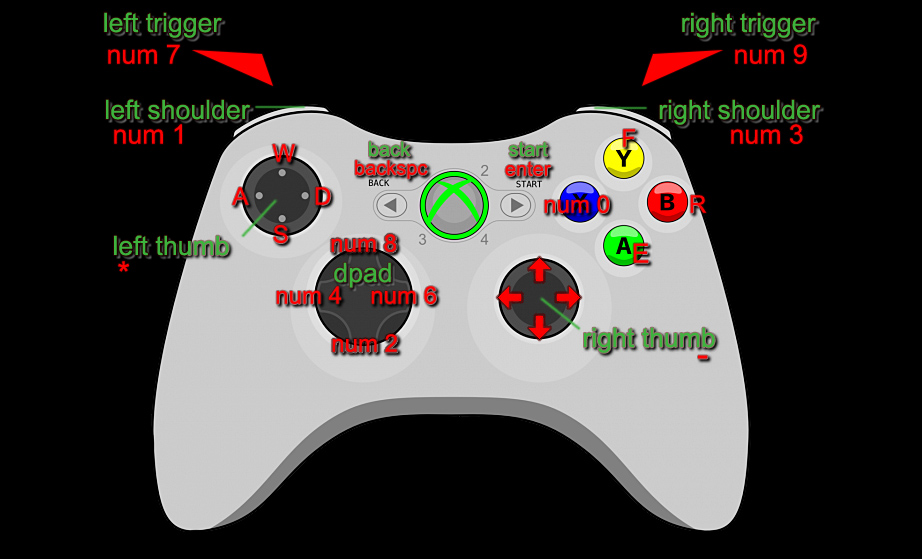 left trigger
num 7
right trigger
num 9
left shoulder
num 1
right shoulder
num 3
W
A
D
S
left thumb
*
back
backspc
BACK
start
enter
START
2
3
4
F
Y
num 0
B
R
A
E
num 8
dpad
num 4
num 6
num 2
right thumb
-